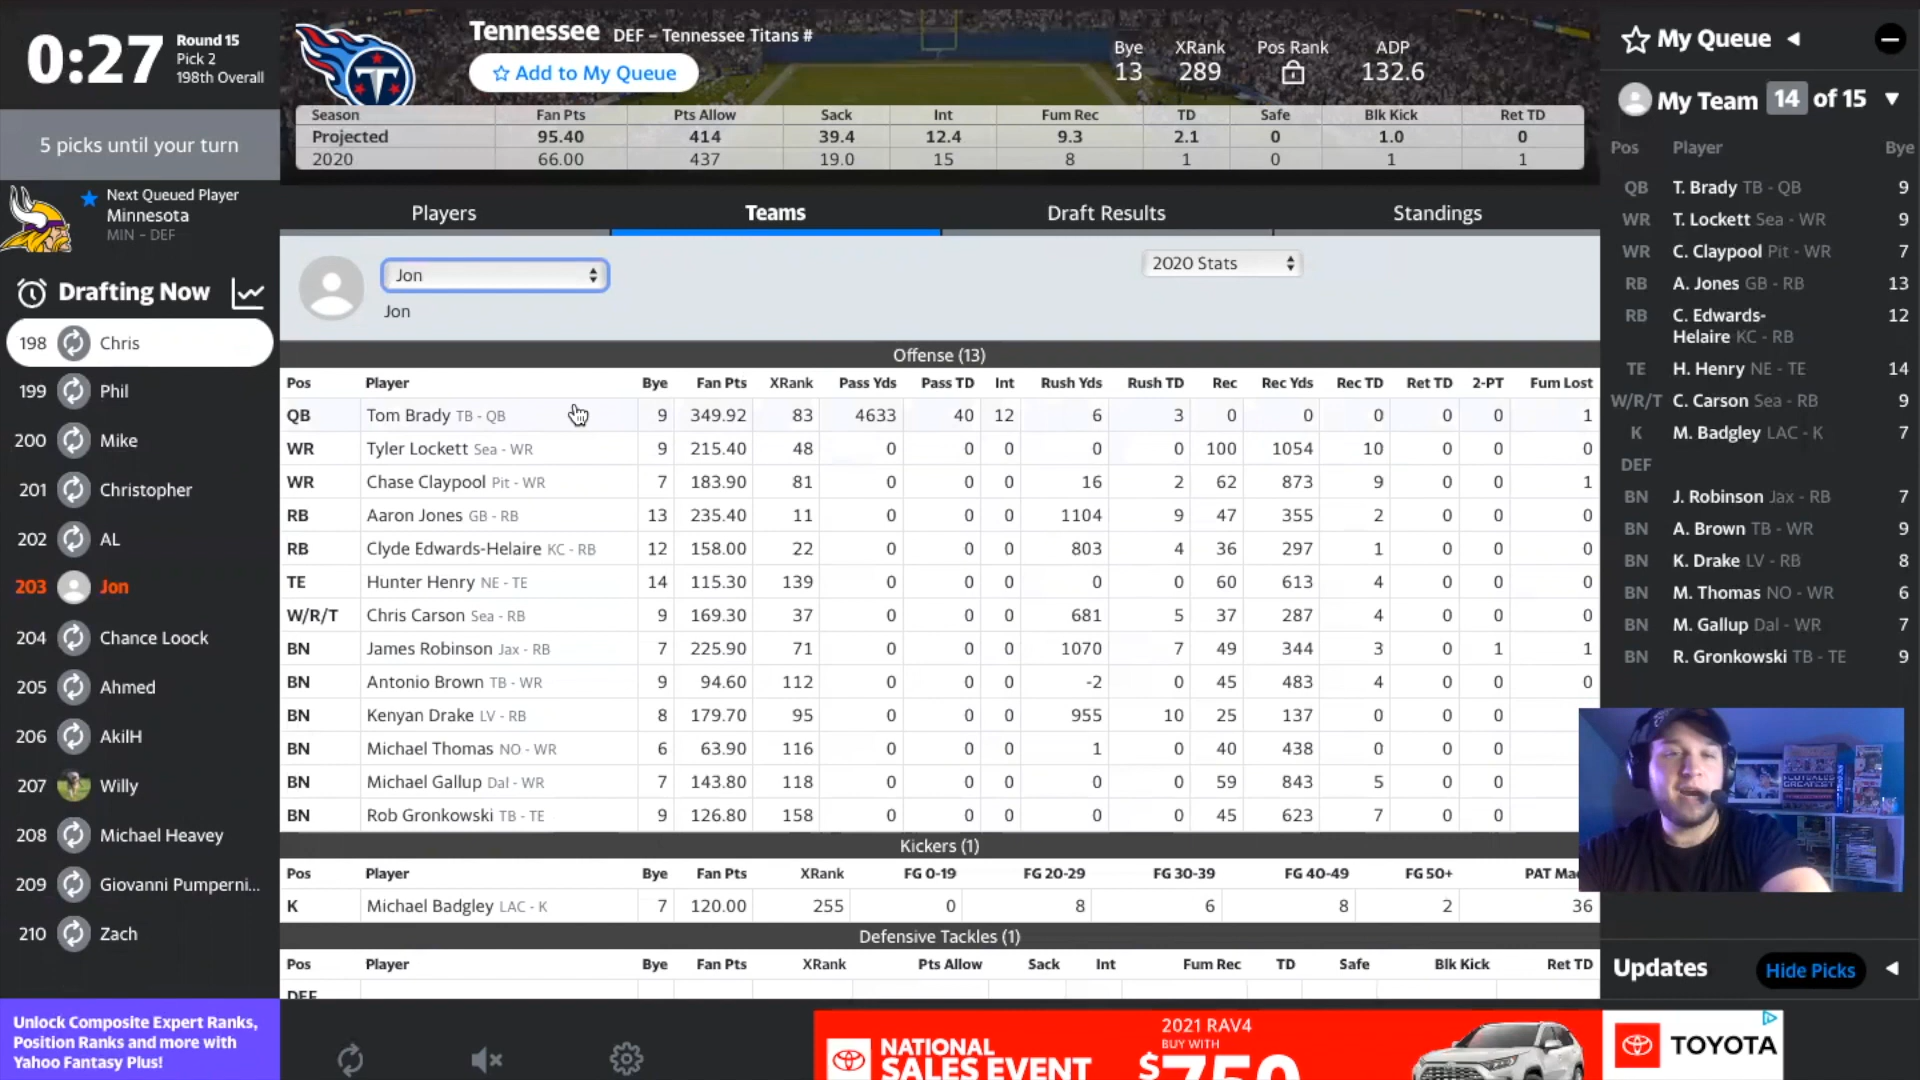 0:27
Round 15
Pick 2
198th Overall
5 picks until your turn
Next Queued Player
Minnesota
MIN - DEF
Drafting Now
198 Chris
199 Phil
200 Mike
201 Christopher
202 AL
203 Jon
204 Chance Loock
205 Ahmed
206 AkilH
207 Willy
208 Michael Heavey
209 Giovanni Pumperni...
210 Zach
Unlock Composite Expert Ranks,
Position Ranks and more with
Yahoo Fantasy Plus!
Tennessee DEF – Tennessee Titans #
Add to My Queue
Bye XRank Pos Rank ADP
13 289 132.6
Season Fan Pts Pts Allow Sack Int Fum Rec TD Safe Blk Kick Ret TD
Projected 95.40 414 39.4 12.4 9.3 2.1 0 1.0 0
2020 66.00 437 19.0 15 8 1 0 1 1
Players Teams Draft Results Standings
Jon
2020 Stats
Jon
Offense (13)
Pos Player Bye Fan Pts XRank Pass Yds Pass TD Int Rush Yds Rush TD Rec Rec Yds Rec TD Ret TD 2-PT Fum Lost
QB Tom Brady TB - QB 9 349.92 83 4633 40 12 6 3 0 0 0 0 0 1
WR Tyler Lockett Sea - WR 9 215.40 48 0 0 0 0 0 100 1054 10 0 0 0
WR Chase Claypool Pit - WR 7 183.90 81 0 0 0 16 2 62 873 9 0 0 1
RB Aaron Jones GB - RB 13 235.40 11 0 0 0 1104 9 47 355 2 0 0 0
RB Clyde Edwards-Helaire KC - RB 12 158.00 22 0 0 0 803 4 36 297 1 0 0 0
TE Hunter Henry NE - TE 14 115.30 139 0 0 0 0 0 60 613 4 0 0 0
W/R/T Chris Carson Sea - RB 9 169.30 37 0 0 0 681 5 37 287 4 0 0 0
BN James Robinson Jax - RB 7 225.90 71 0 0 0 1070 7 49 344 3 0 1 1
BN Antonio Brown TB - WR 9 94.60 112 0 0 0 -2 0 45 483 4 0 0 0
BN Kenyan Drake LV - RB 8 179.70 95 0 0 0 955 10 25 137 0 0 0
BN Michael Thomas NO - WR 6 63.90 116 0 0 0 1 0 40 438 0 0 0
BN Michael Gallup Dal - WR 7 143.80 118 0 0 0 0 0 59 843 5 0 0
BN Rob Gronkowski TB - TE 9 126.80 158 0 0 0 0 0 45 623 7 0 0
Kickers (1)
Pos Player Bye Fan Pts XRank FG 0-19 FG 20-29 FG 30-39 FG 40-49 FG 50+ PAT
K Michael Badgley LAC - K 7 120.00 255 0 8 6 8 2 36
Defensive Tackles (1)
Pos Player Bye Fan Pts XRank Pts Allow Sack Int Fum Rec TD Safe Blk Kick Ret TD
DEF
My Queue
My Team 14 of 15
Pos Player Bye
QB T. Brady TB - QB 9
WR T. Lockett Sea - WR 9
WR C. Claypool Pit - WR 7
RB A. Jones GB - RB 13
RB C. Edwards- 12
Helaire KC - RB
TE H. Henry NE - TE 14
W/R/T C. Carson Sea - RB 9
K M. Badgley LAC - K 7
DEF
BN J. Robinson Jax - RB 7
BN A. Brown TB - WR 9
BN K. Drake LV - RB 8
BN M. Thomas NO - WR 6
BN M. Gallup Dal - WR 7
BN R. Gronkowski TB - TE 9
Updates Hide Picks
NATIONAL
SALES EVENT
2021 RAV4
BUY WITH
$750
TOYOTA